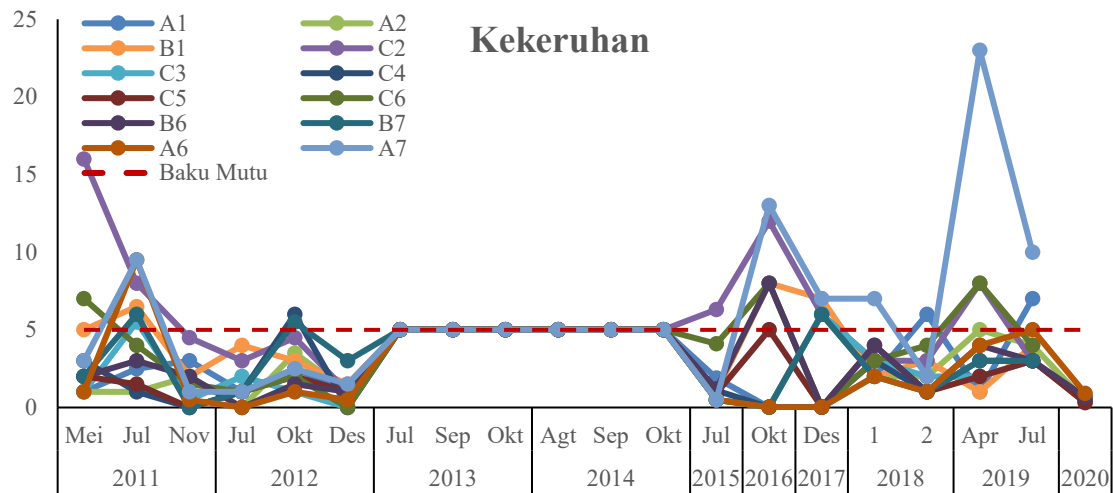 Kekeruhan
25
20
15
10
5
0
A1 A2
B1 C2
C3 C4
C5 C6
B6 B7
A6 A7
Baku Mutu
Mei Jul Nov Jul Okt Des Jul Sep Okt Agt Sep Okt Jul Okt Des 1 2 Apr Jul
2011 2012 2013 2014 2015 2016 2017 2018 2019 2020